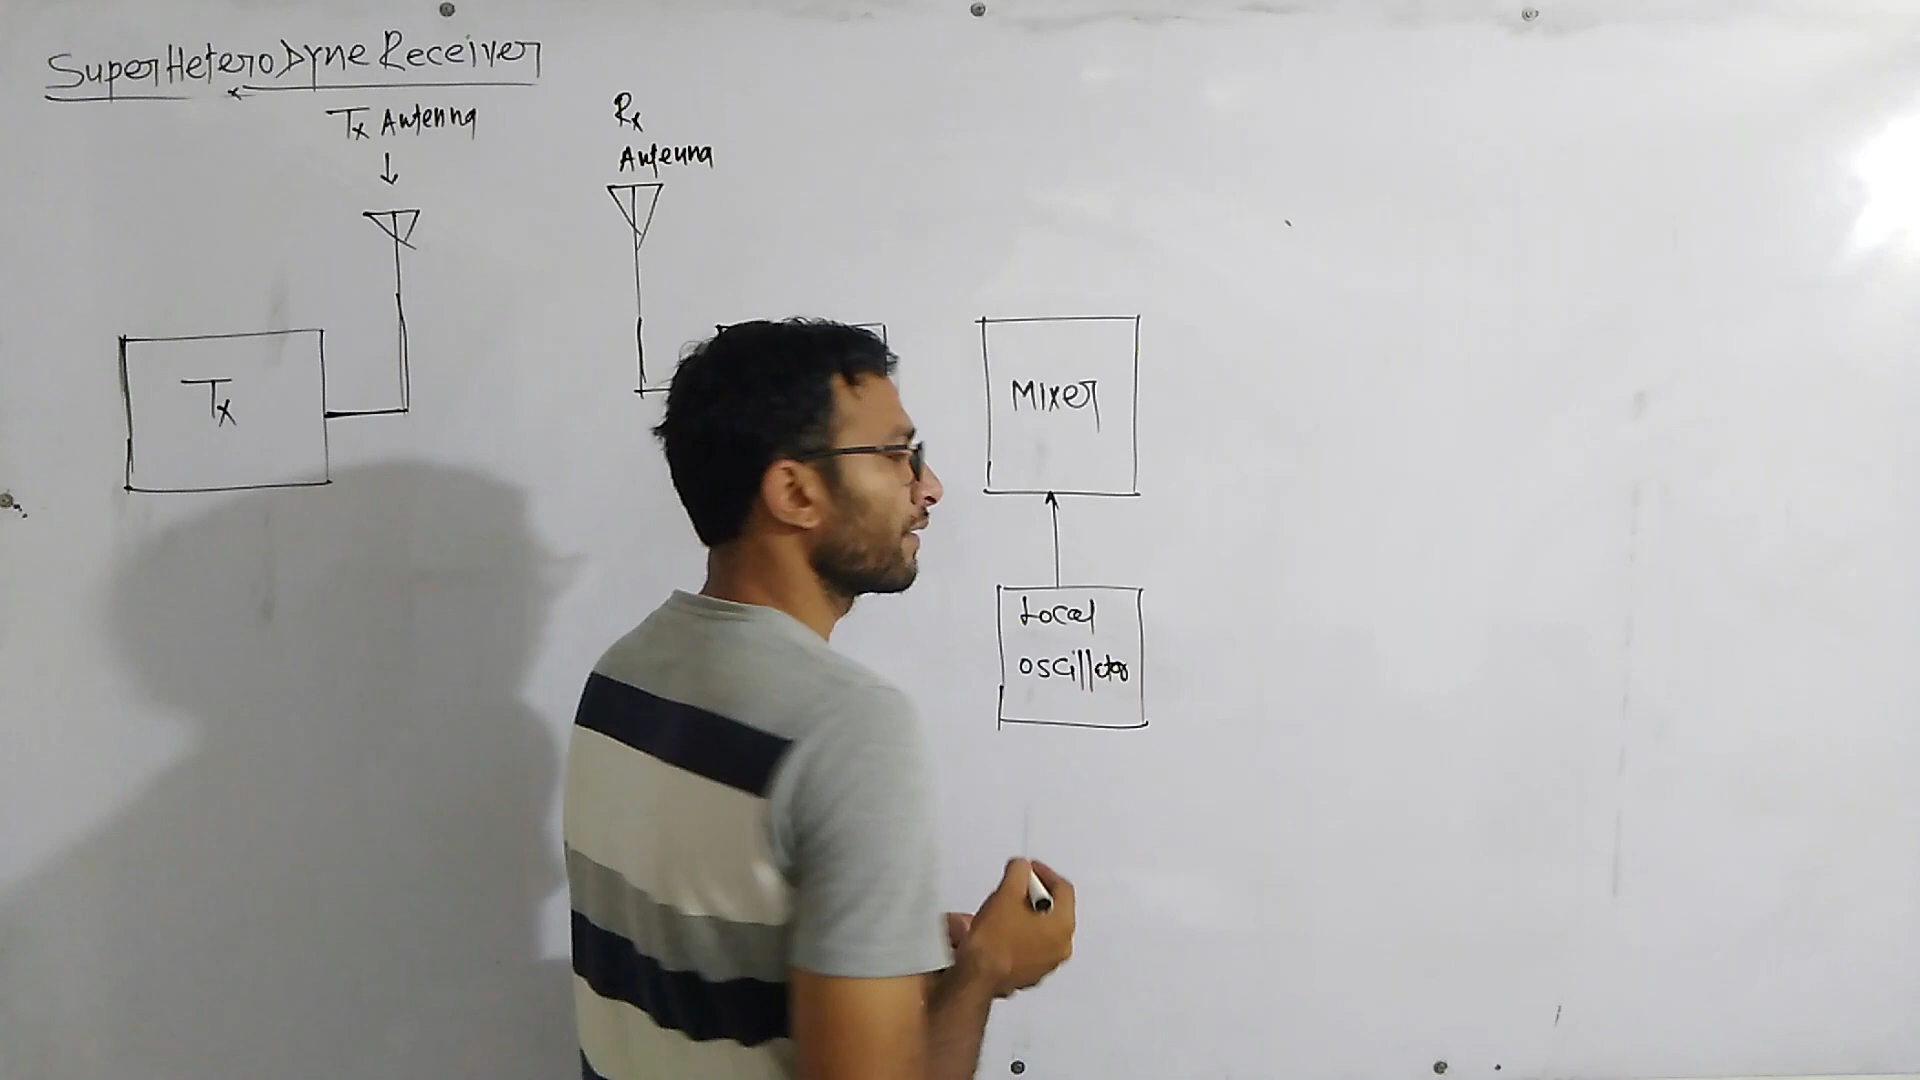 SuperHeteroDyne Receiver
Tx Antenna
Rx
Antenna
Tx
Mixer
Local
oscillator